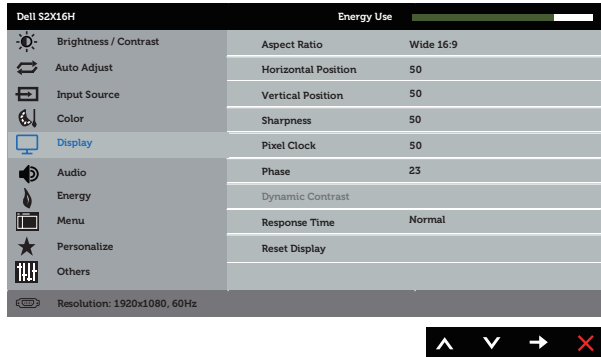 Dell S2X16H Energy Use
Brightness / Contrast
Auto Adjust
Input Source
Color
Display
Audio
Energy
Menu
Personalize
Others
Aspect Ratio Wide 16:9
Horizontal Position 50
Vertical Position 50
Sharpness 50
Pixel Clock 50
Phase 23
Dynamic Contrast
Response Time Normal
Reset Display
Resolution: 1920x1080, 60Hz